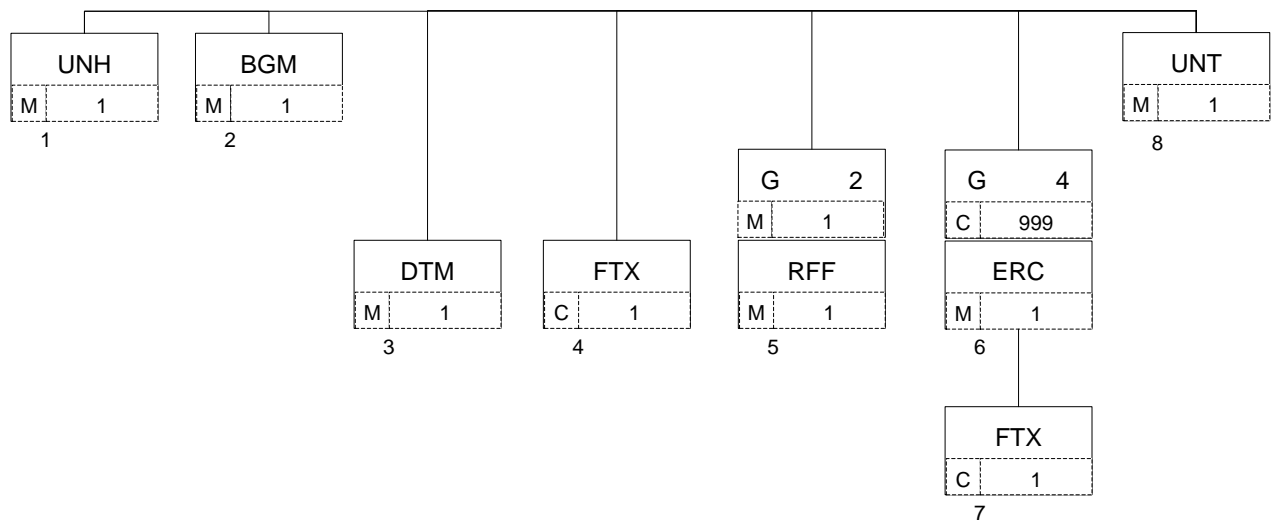 UNH
M 1
1
BGM
M 1
2
UNT
M 1
8
DTM
M 1
3
FTX
C 1
4
G 2
M 1
RFF
M 1
5
G 4
C 999
ERC
M 1
6
FTX
C 1
7